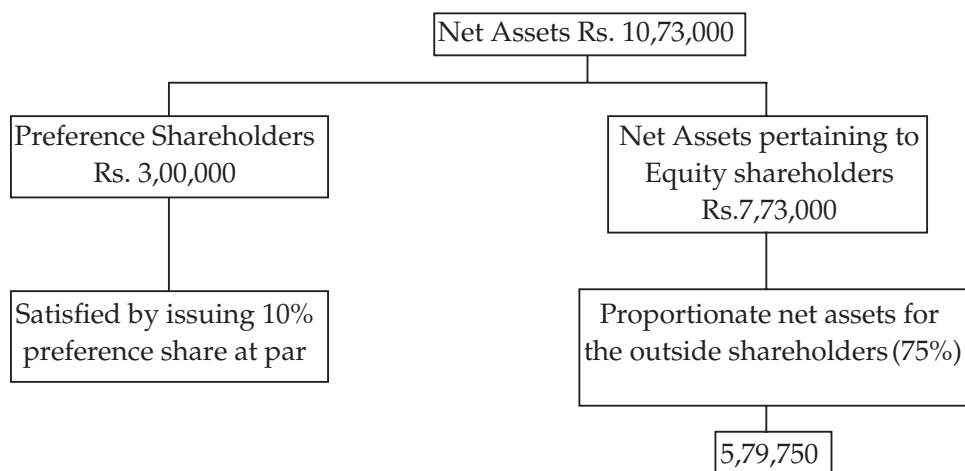 Net Assets Rs. 10,73,000
Preference Shareholders
Rs. 3,00,000
Net Assets pertaining to
Equity shareholders
Rs.7,73,000
Satisfied by issuing 10%
preference share at par
Proportionate net assets for
the outside shareholders (75%)
5,79,750